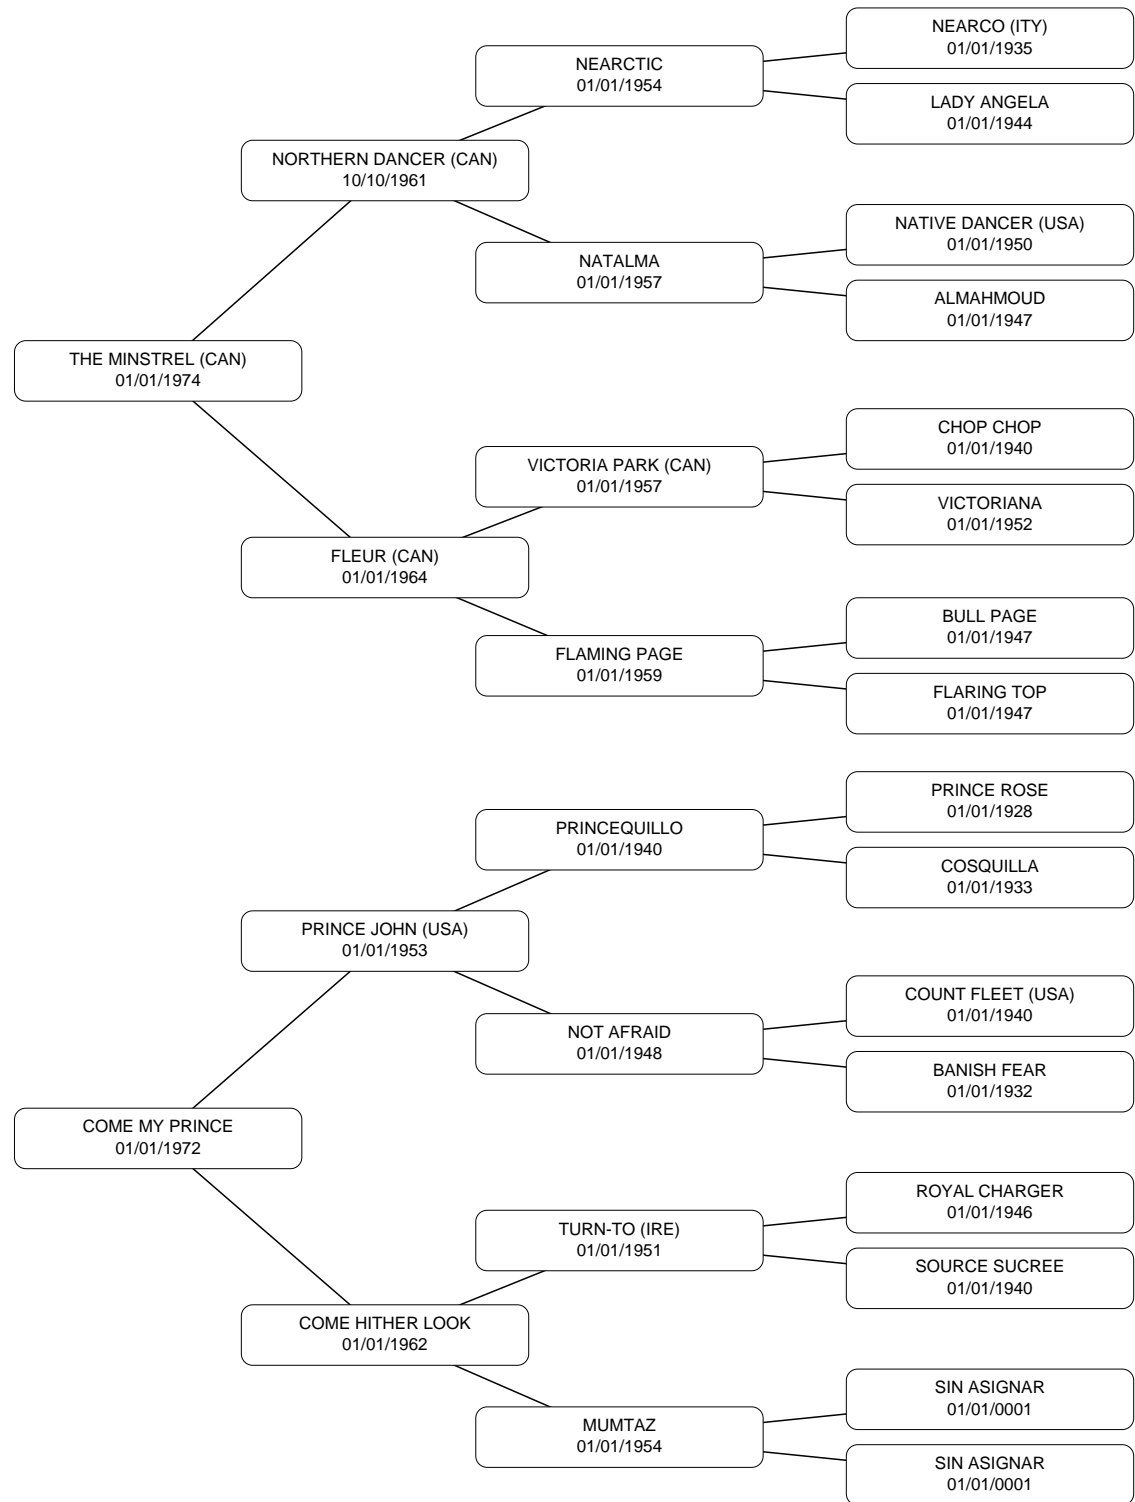 NEARCO (ITY)
01/01/1935
NEARCTIC
01/01/1954
LADY ANGELA
01/01/1944
NORTHERN DANCER (CAN)
10/10/1961
NATIVE DANCER (USA)
01/01/1950
NATALMA
01/01/1957
ALMAHMOUD
01/01/1947
THE MINSTREL (CAN)
01/01/1974
CHOP CHOP
01/01/1940
VICTORIA PARK (CAN)
01/01/1957
VICTORIANA
01/01/1952
FLEUR (CAN)
01/01/1964
BULL PAGE
01/01/1947
FLAMING PAGE
01/01/1959
FLARING TOP
01/01/1947
PRINCE ROSE
01/01/1928
PRINCEQUILLO
01/01/1940
COSQUILLA
01/01/1933
PRINCE JOHN (USA)
01/01/1953
COUNT FLEET (USA)
01/01/1940
NOT AFRAID
01/01/1948
BANISH FEAR
01/01/1932
COME MY PRINCE
01/01/1972
ROYAL CHARGER
01/01/1946
TURN-TO (IRE)
01/01/1951
SOURCE SUCREE
01/01/1940
COME HITHER LOOK
01/01/1962
SIN ASIGNAR
01/01/0001
MUMTAZ
01/01/1954
SIN ASIGNAR
01/01/0001